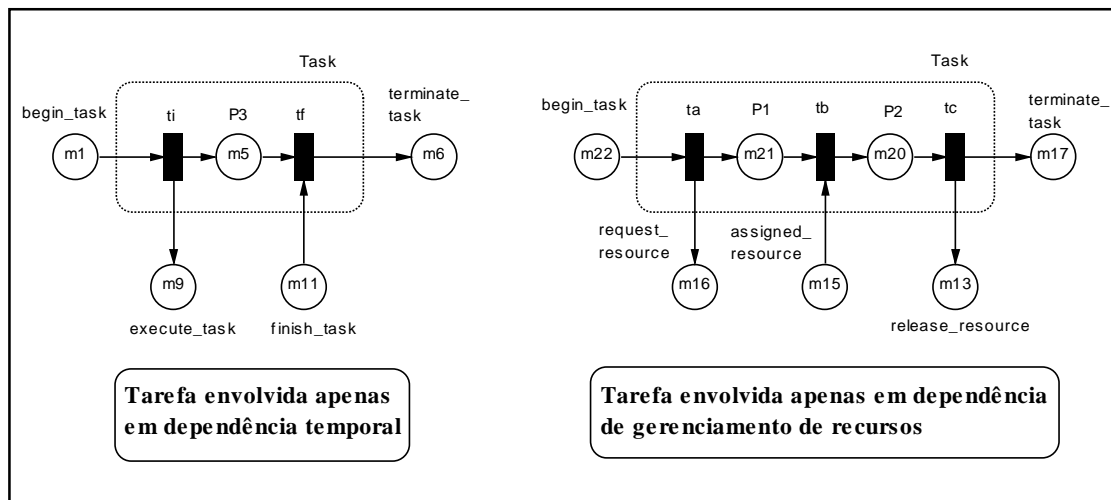 Task
Task
begin_task
ti
P3
tf
terminate_
task
begin_task
ta
P1
tb
P2
tc
terminate_
task
m1
m5
m6
m22
m21
m20
m17
request_
resource
assigned_
resource
m9
m11
m16
m15
m13
execute_task
finish_task
release_resource
Tarefa envolvida apenas
em dependência temporal
Tarefa envolvida apenas em dependência
de gerenciamento de recursos